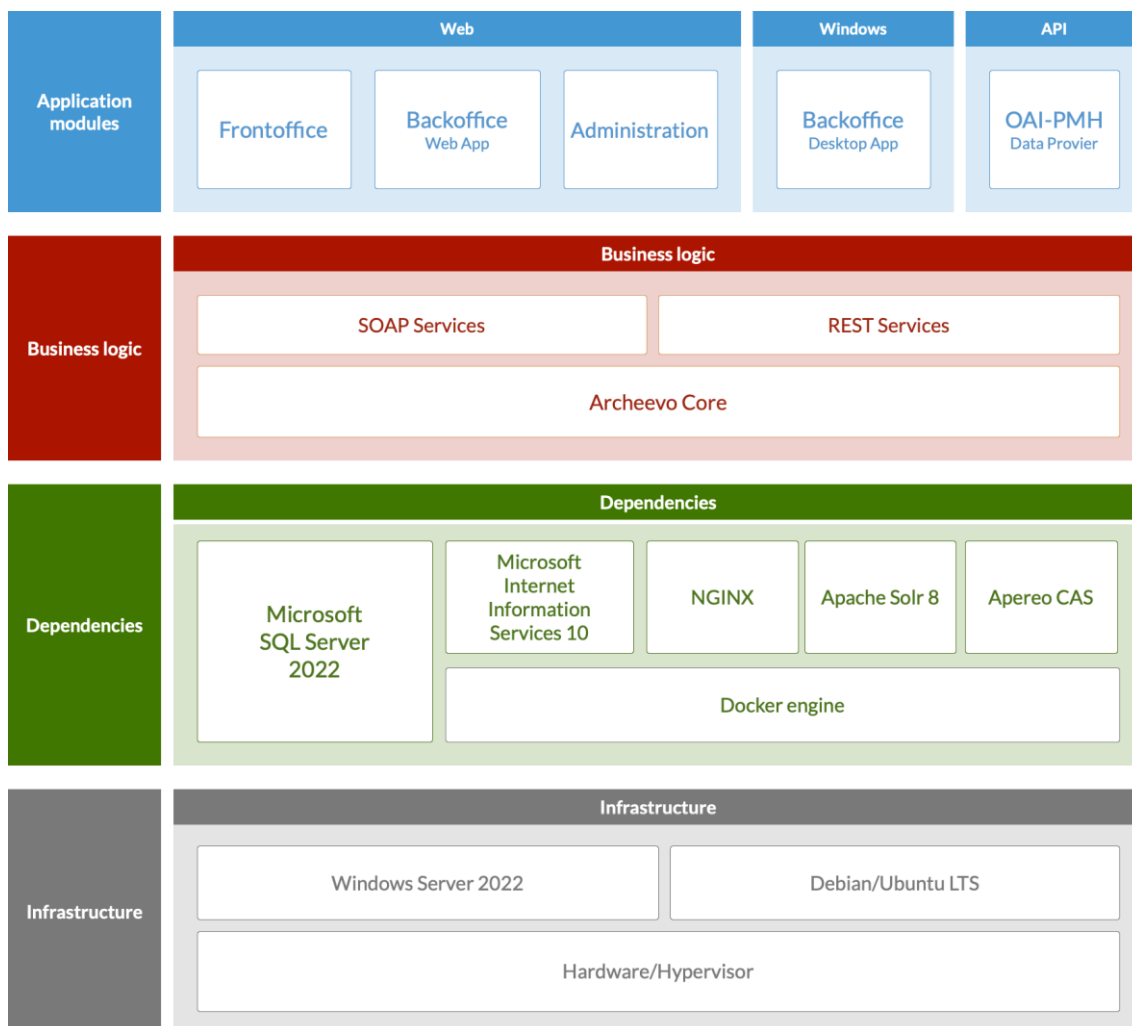 Application
modules
Web
Windows
API
Frontoffice
Backoffice
Web App
Administration
Backoffice
Desktop App
OAI-PMH
Data Provier
Business logic
Business logic
SOAP Services
REST Services
Archeevo Core
Dependencies
Dependencies
Microsoft
SQL Server
2022
Microsoft
Internet
Information
Services 10
NGINX
Apache Solr 8
Apereo CAS
Docker engine
Infrastructure
Infrastructure
Windows Server 2022
Debian/Ubuntu LTS
Hardware/Hypervisor